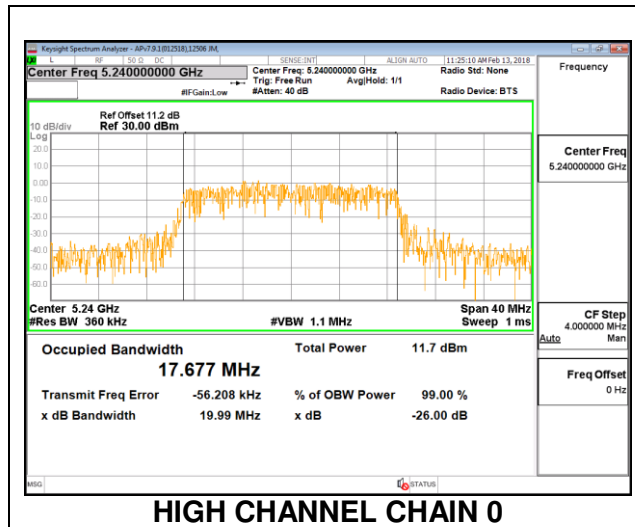 Keysight Spectrum Analyzer - APv7.9.1(012518),12506 JM,
L RF 50 Ω DC SENSE:INT ALIGN AUTO 11:25:10 AM Feb 13, 2018
Center Freq 5.240000000 GHz Center Freq: 5.240000000 GHz Radio Std: None
Trig: Free Run Avg|Hold: 1/1
#IFGain:Low #Atten: 40 dB Radio Device: BTS
Frequency
Ref Offset 11.2 dB
10 dB/div Ref 30.00 dBm
Log
20.0
10.0
0.00
-10.0
-20.0
-30.0
-40.0
-50.0
-60.0
Center Freq
5.240000000 GHz
Center 5.24 GHz Span 40 MHz
#Res BW 360 kHz #VBW 1.1 MHz Sweep 1 ms
CF Step
4.000000 MHz
Auto Man
Occupied Bandwidth Total Power 11.7 dBm
17.677 MHz
Transmit Freq Error -56.208 kHz % of OBW Power 99.00 %
x dB Bandwidth 19.99 MHz x dB -26.00 dB
Freq Offset
0 Hz
MSG STATUS
HIGH CHANNEL CHAIN 0